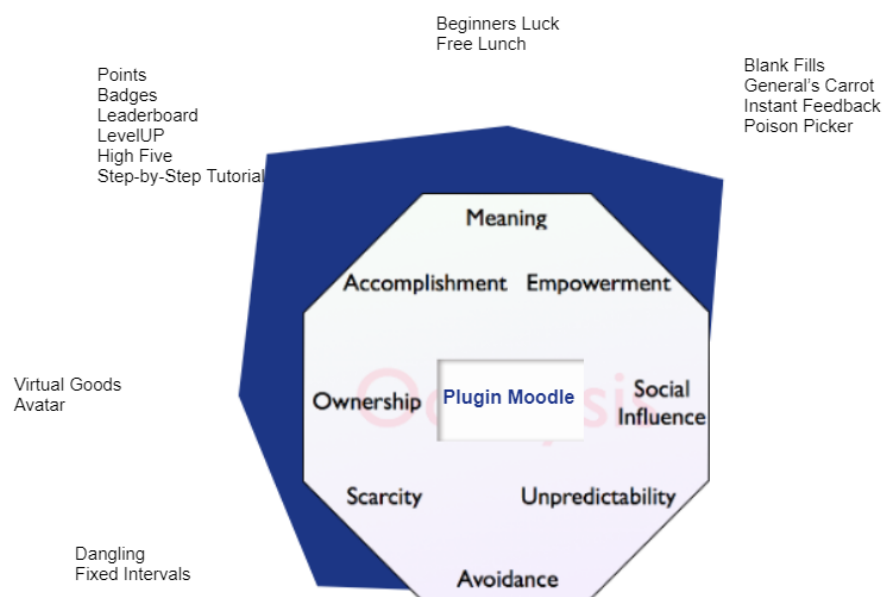 Beginners Luck
Free Lunch
Points
Badges
Leaderboard
LevelUP
High Five
Step-by-Step Tutorial
Blank Fills
General's Carrot
Instant Feedback
Poison Picker
Meaning
Accomplishment
Empowerment
Virtual Goods
Avatar
Ownership
Plugin Moodle
Social
Influence
Scarcity
Unpredictability
Dangling
Fixed Intervals
Avoidance